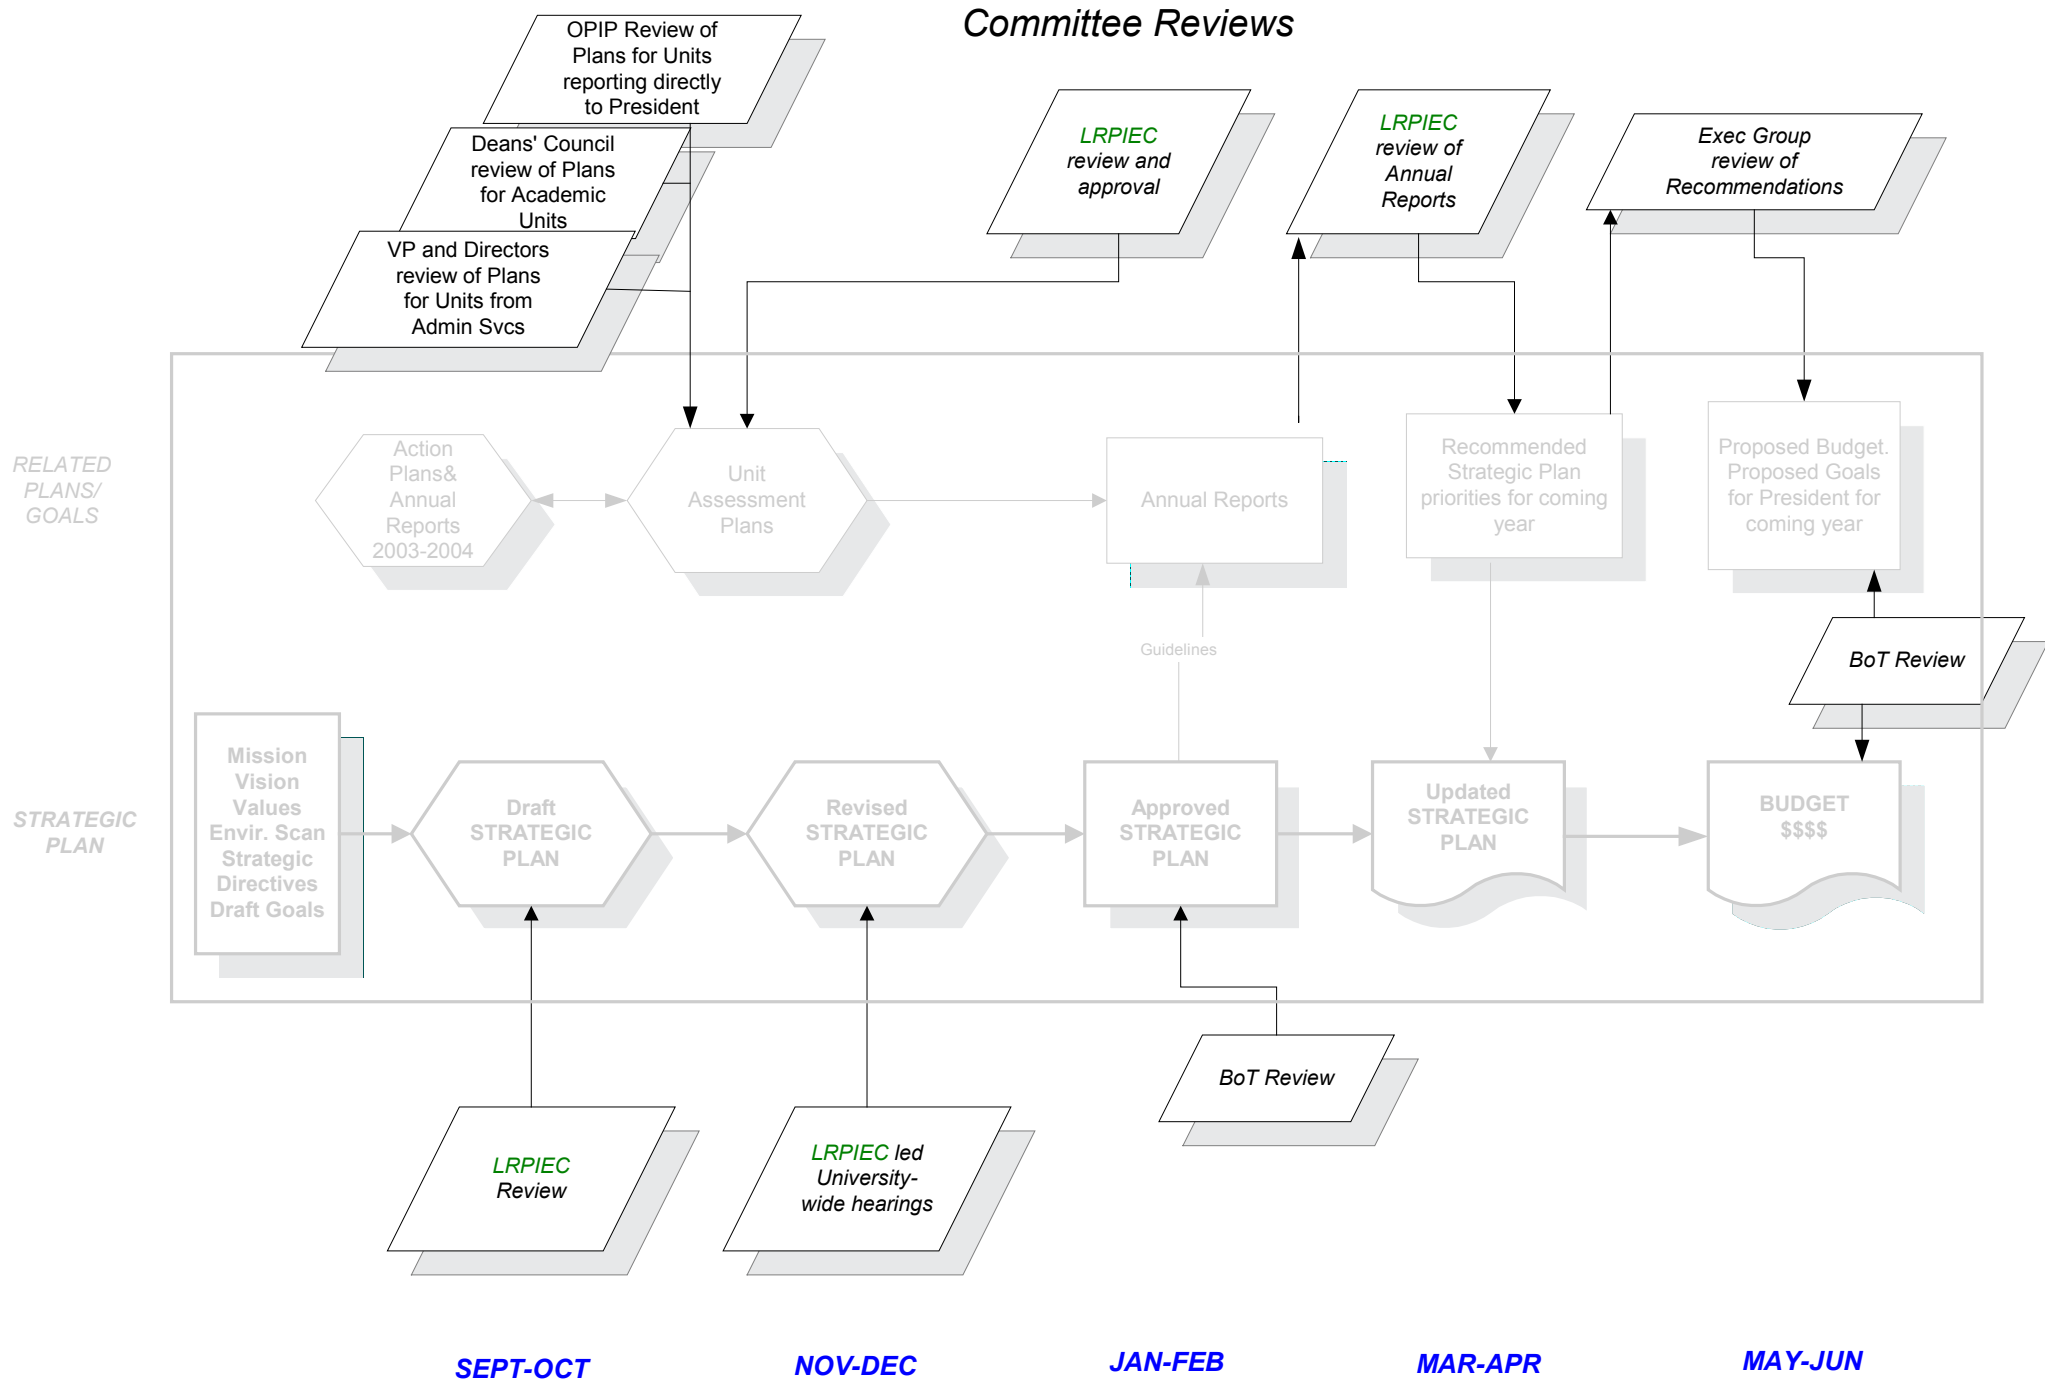 Committee Reviews
OPIP Review of
Plans for Units
reporting directly
to President
Deans' Council
review of Plans
for Academic
Units
VP and Directors
review of Plans
for Units from
Admin Svcs
LRPIEC
review and
approval
LRPIEC
review of
Annual
Reports
Exec Group
review of
Recommendations
RELATED
PLANS/
GOALS
Action
Plans&
Annual
Reports
2003-2004
Unit
Assessment
Plans
Annual Reports
Recommended
Strategic Plan
priorities for coming
year
Proposed Budget.
Proposed Goals
for President for
coming year
Guidelines
BoT Review
STRATEGIC
PLAN
Mission
Vision
Values
Envir. Scan
Strategic
Directives
Draft Goals
Draft
STRATEGIC
PLAN
Revised
STRATEGIC
PLAN
Approved
STRATEGIC
PLAN
Updated
STRATEGIC
PLAN
BUDGET
$$$$
BoT Review
LRPIEC
Review
LRPIEC led
University-
wide hearings
SEPT-OCT
NOV-DEC
JAN-FEB
MAR-APR
MAY-JUN